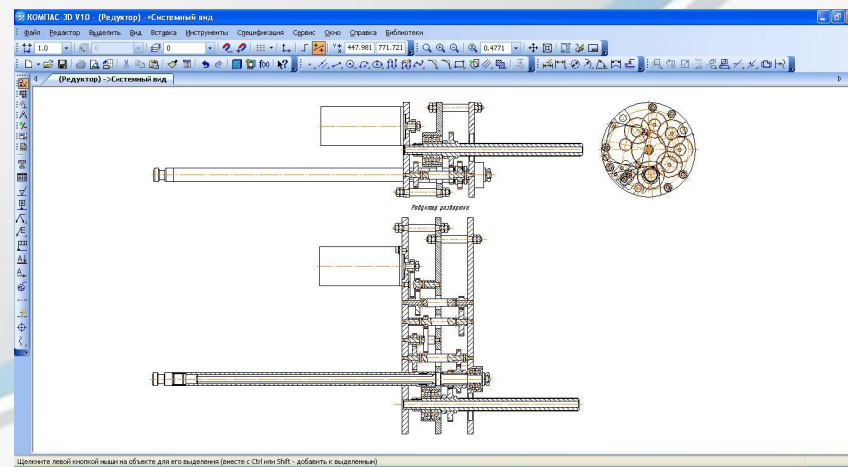 КОМПАС-3D V10 - (Редуктор) ->Системный вид
Файл Редактор Выделить Вид Вставка Инструменты Спецификация Сервис Окно Справка Библиотеки
1.0 0 0 447.981 771.721 0.4771
(Редуктор) ->Системный вид
Редуктор развертка
Щелкните левой кнопкой мыши на объекте для его выделения (вместе с Ctrl или Shift - добавить к выделенным)